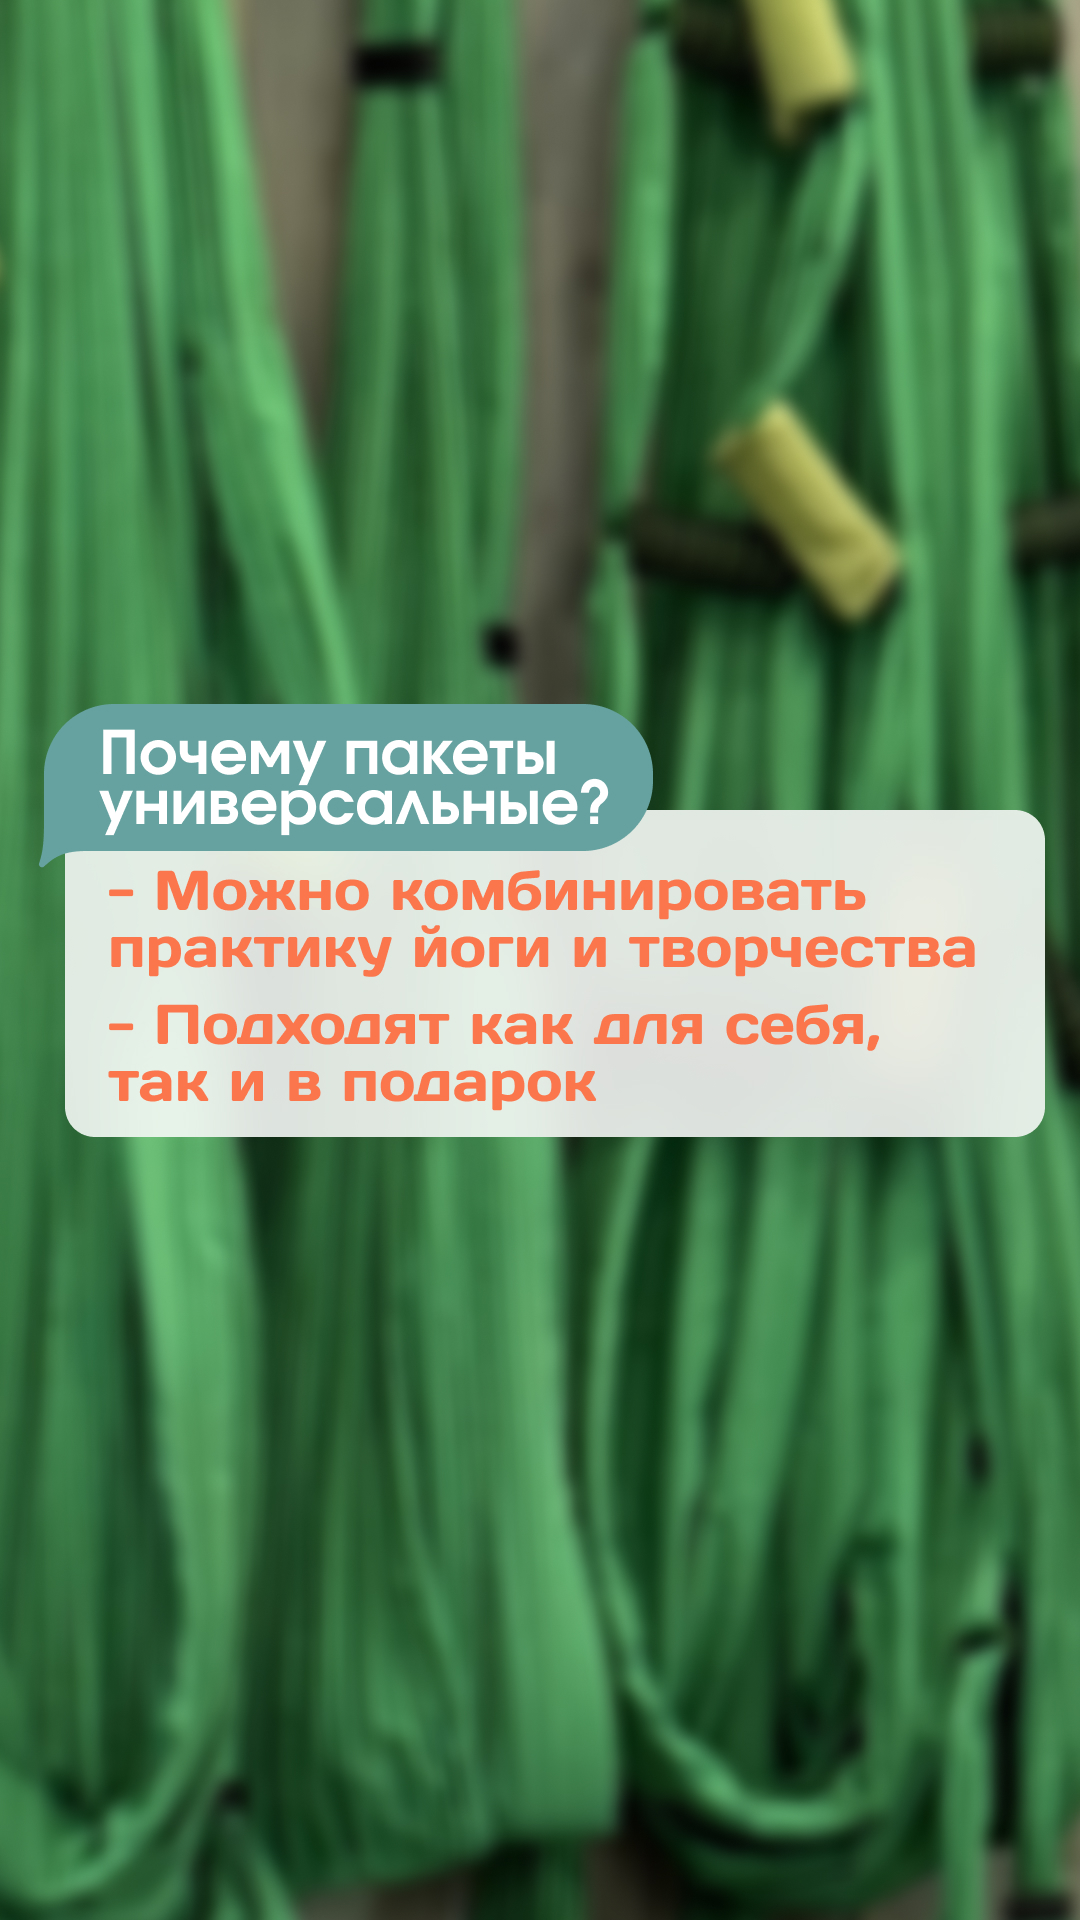 Почему пакеты
универсальные?
- Можно комбинировать
практику йоги и творчества
- Подходят как для себя,
так и в подарок